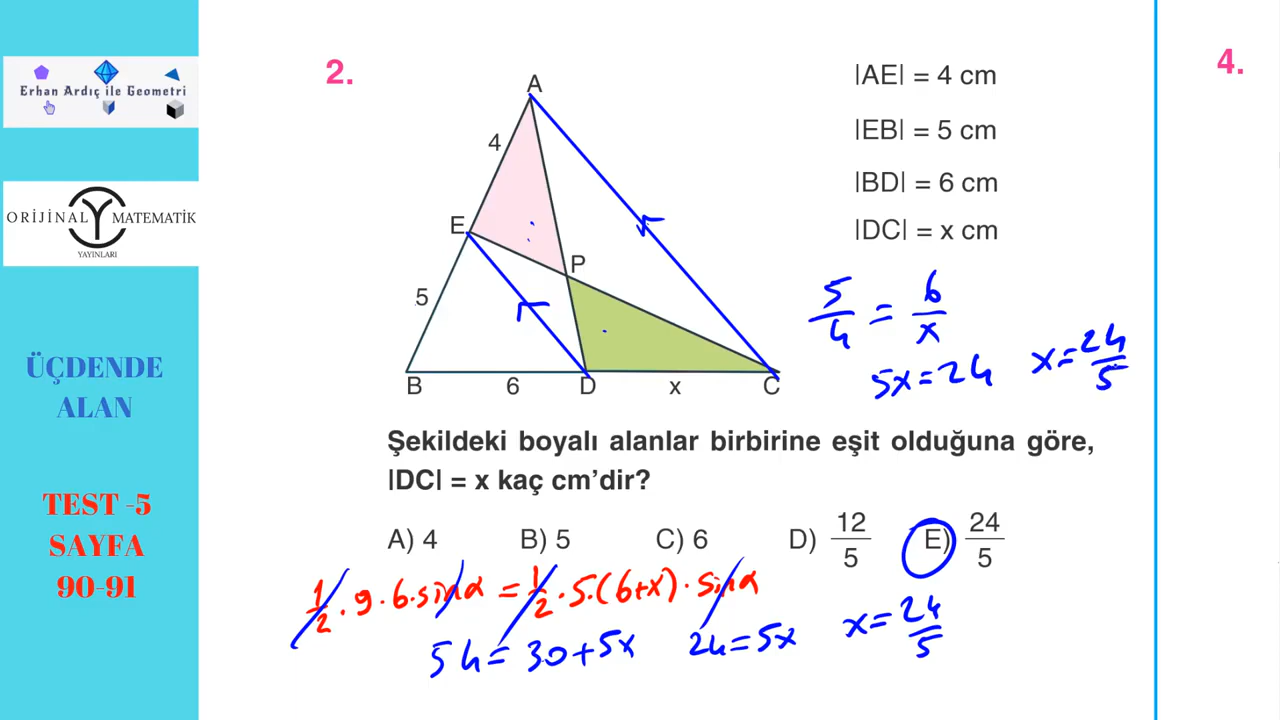 Erhan Ardıç ile Geometri
ORİJİNAL MATEMATİK
YAYINLARI
ÜÇDENDE
ALAN
TEST -5
SAYFA
90-91
2.
A
4
E
P
5
B
6
D
x
C
|AE| = 4 cm
|EB| = 5 cm
|BD| = 6 cm
|DC| = x cm
5/4 = 6/x
5x=24
x=24/5
Şekildeki boyalı alanlar birbirine eşit olduğuna göre,
|DC| = x kaç cm'dir?
A) 4 B) 5 C) 6 D) 12/5 E) 24/5
1/2 · 9 · 6 · sinα = 1/2 · 5 · (6+x) · sinα
54 = 30+5x 24=5x x=24/5
4.